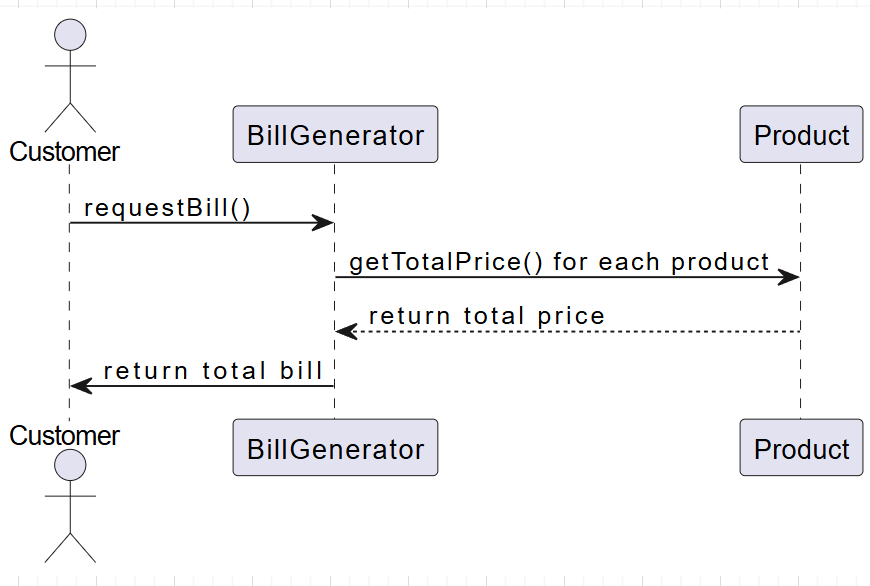 Customer
BillGenerator
Product
requestBill()
getTotalPrice() for each product
return total price
return total bill
Customer
BillGenerator
Product